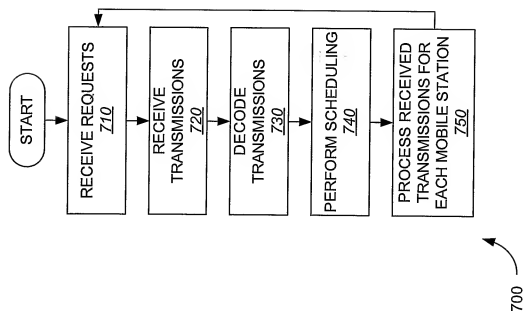 START
RECEIVE REQUESTS
710
RECEIVE
TRANSMISSIONS
720
DECODE
TRANSMISSIONS
730
PERFORM SCHEDULING
740
PROCESS RECEIVED
TRANSMISSIONS FOR
EACH MOBILE STATION
750
700